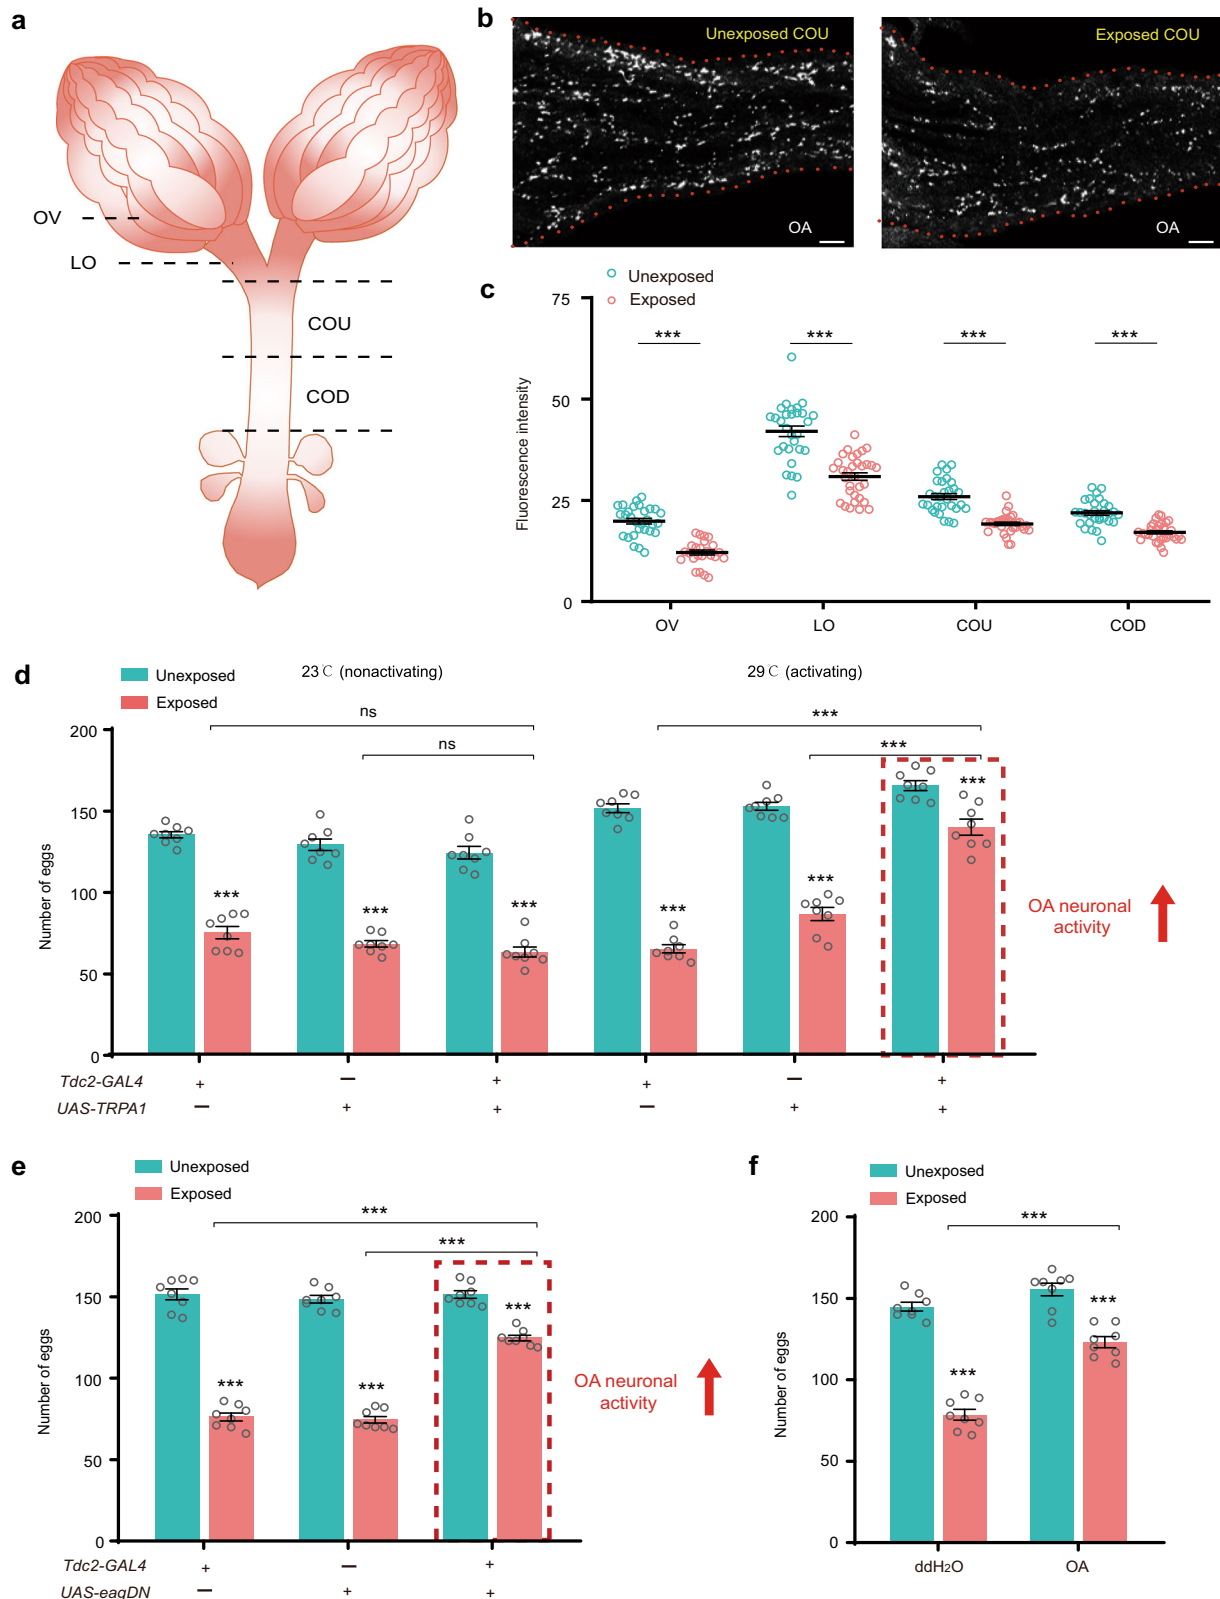 a
OV
LO
COU
COD
b
Unexposed COU
OA
Exposed COU
OA
c
Unexposed
Exposed
Fluorescence intensity
75
50
25
0
***
***
***
***
OV
LO
COU
COD
d
Unexposed
Exposed
23℃ (nonactivating)
29℃ (activating)
Number of eggs
200
150
100
50
0
ns
ns
***
***
***
***
***
***
***
***
OA neuronal
activity
Tdc2-GAL4
+ — + + — +
UAS-TRPA1
— + + — + +
e
Unexposed
Exposed
Number of eggs
200
150
100
50
0
***
***
***
***
***
OA neuronal
activity
Tdc2-GAL4
+ — +
UAS-eagDN
— + +
f
Unexposed
Exposed
Number of eggs
200
150
100
50
0
***
***
***
ddH2O
OA